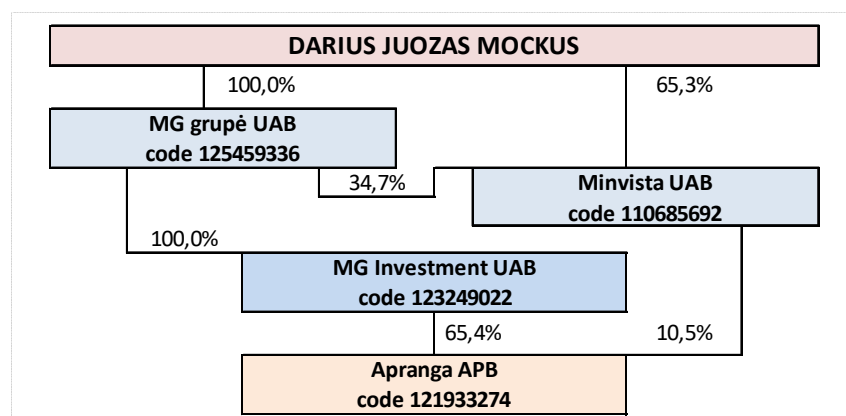 DARIUS JUOZAS MOCKUS
100,0%
65,3%
MG grupė UAB
code 125459336
34,7%
Minvista UAB
code 110685692
100,0%
MG Investment UAB
code 123249022
65,4%
10,5%
Apranga APB
code 121933274